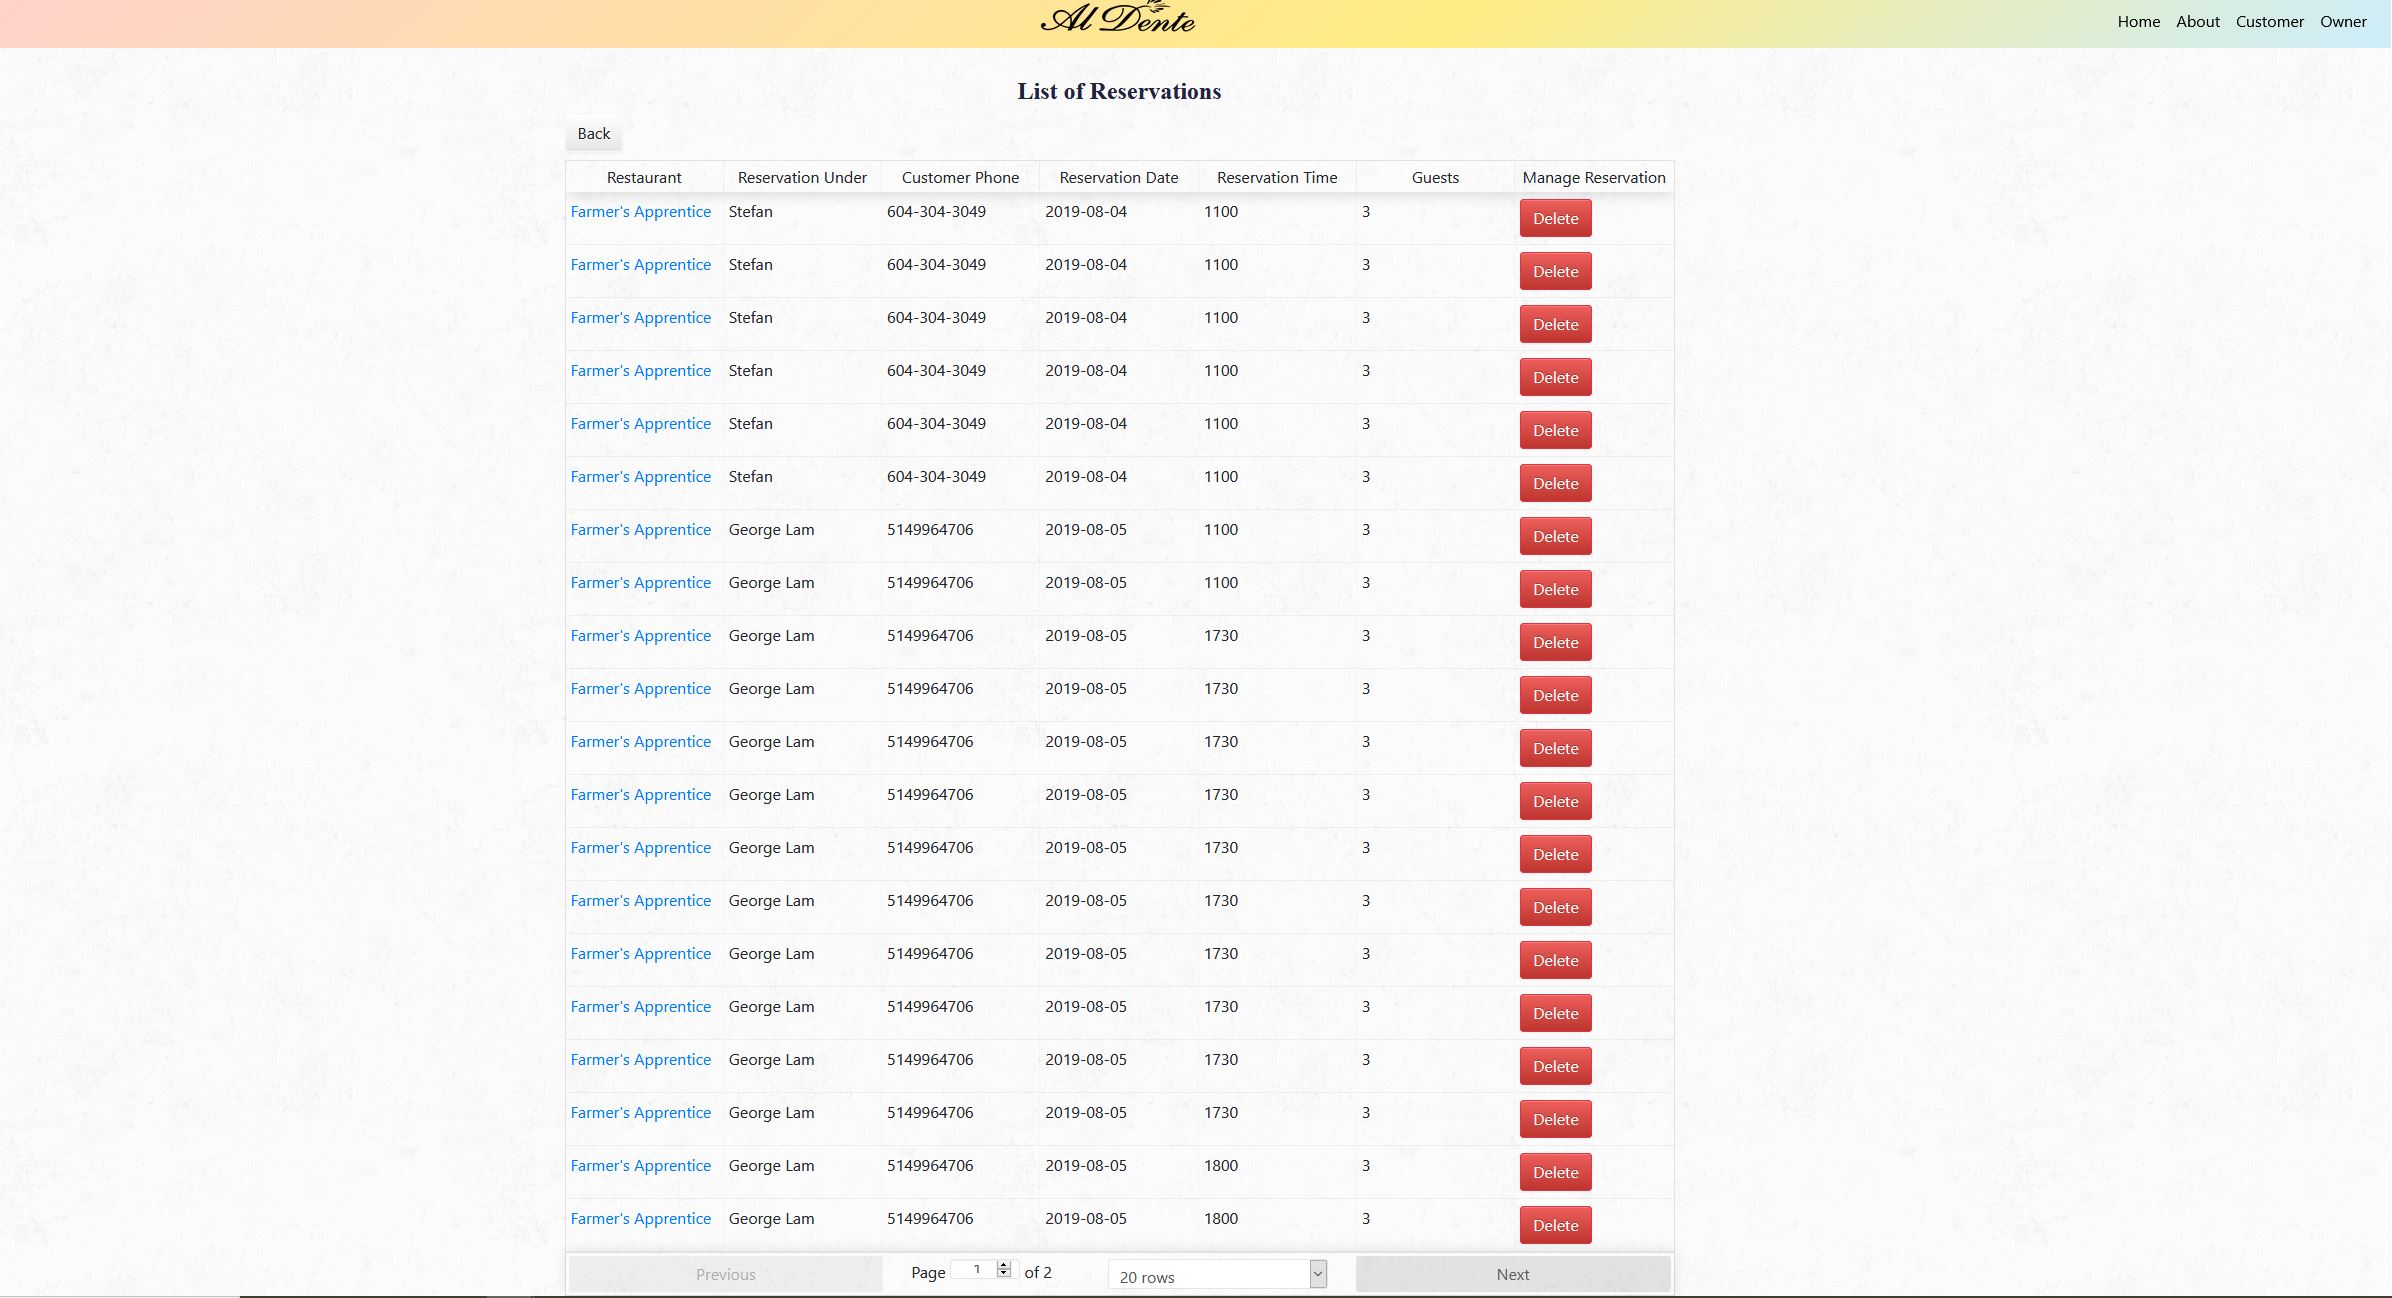 Al Dente
Home About Customer Owner
List of Reservations
Back
Restaurant Reservation Under Customer Phone Reservation Date Reservation Time Guests Manage Reservation
Farmer's Apprentice Stefan 604-304-3049 2019-08-04 1100 3 Delete
Farmer's Apprentice Stefan 604-304-3049 2019-08-04 1100 3 Delete
Farmer's Apprentice Stefan 604-304-3049 2019-08-04 1100 3 Delete
Farmer's Apprentice Stefan 604-304-3049 2019-08-04 1100 3 Delete
Farmer's Apprentice Stefan 604-304-3049 2019-08-04 1100 3 Delete
Farmer's Apprentice Stefan 604-304-3049 2019-08-04 1100 3 Delete
Farmer's Apprentice George Lam 5149964706 2019-08-05 1100 3 Delete
Farmer's Apprentice George Lam 5149964706 2019-08-05 1100 3 Delete
Farmer's Apprentice George Lam 5149964706 2019-08-05 1730 3 Delete
Farmer's Apprentice George Lam 5149964706 2019-08-05 1730 3 Delete
Farmer's Apprentice George Lam 5149964706 2019-08-05 1730 3 Delete
Farmer's Apprentice George Lam 5149964706 2019-08-05 1730 3 Delete
Farmer's Apprentice George Lam 5149964706 2019-08-05 1730 3 Delete
Farmer's Apprentice George Lam 5149964706 2019-08-05 1730 3 Delete
Farmer's Apprentice George Lam 5149964706 2019-08-05 1730 3 Delete
Farmer's Apprentice George Lam 5149964706 2019-08-05 1730 3 Delete
Farmer's Apprentice George Lam 5149964706 2019-08-05 1730 3 Delete
Farmer's Apprentice George Lam 5149964706 2019-08-05 1730 3 Delete
Farmer's Apprentice George Lam 5149964706 2019-08-05 1800 3 Delete
Farmer's Apprentice George Lam 5149964706 2019-08-05 1800 3 Delete
Previous Page 1 of 2 20 rows Next